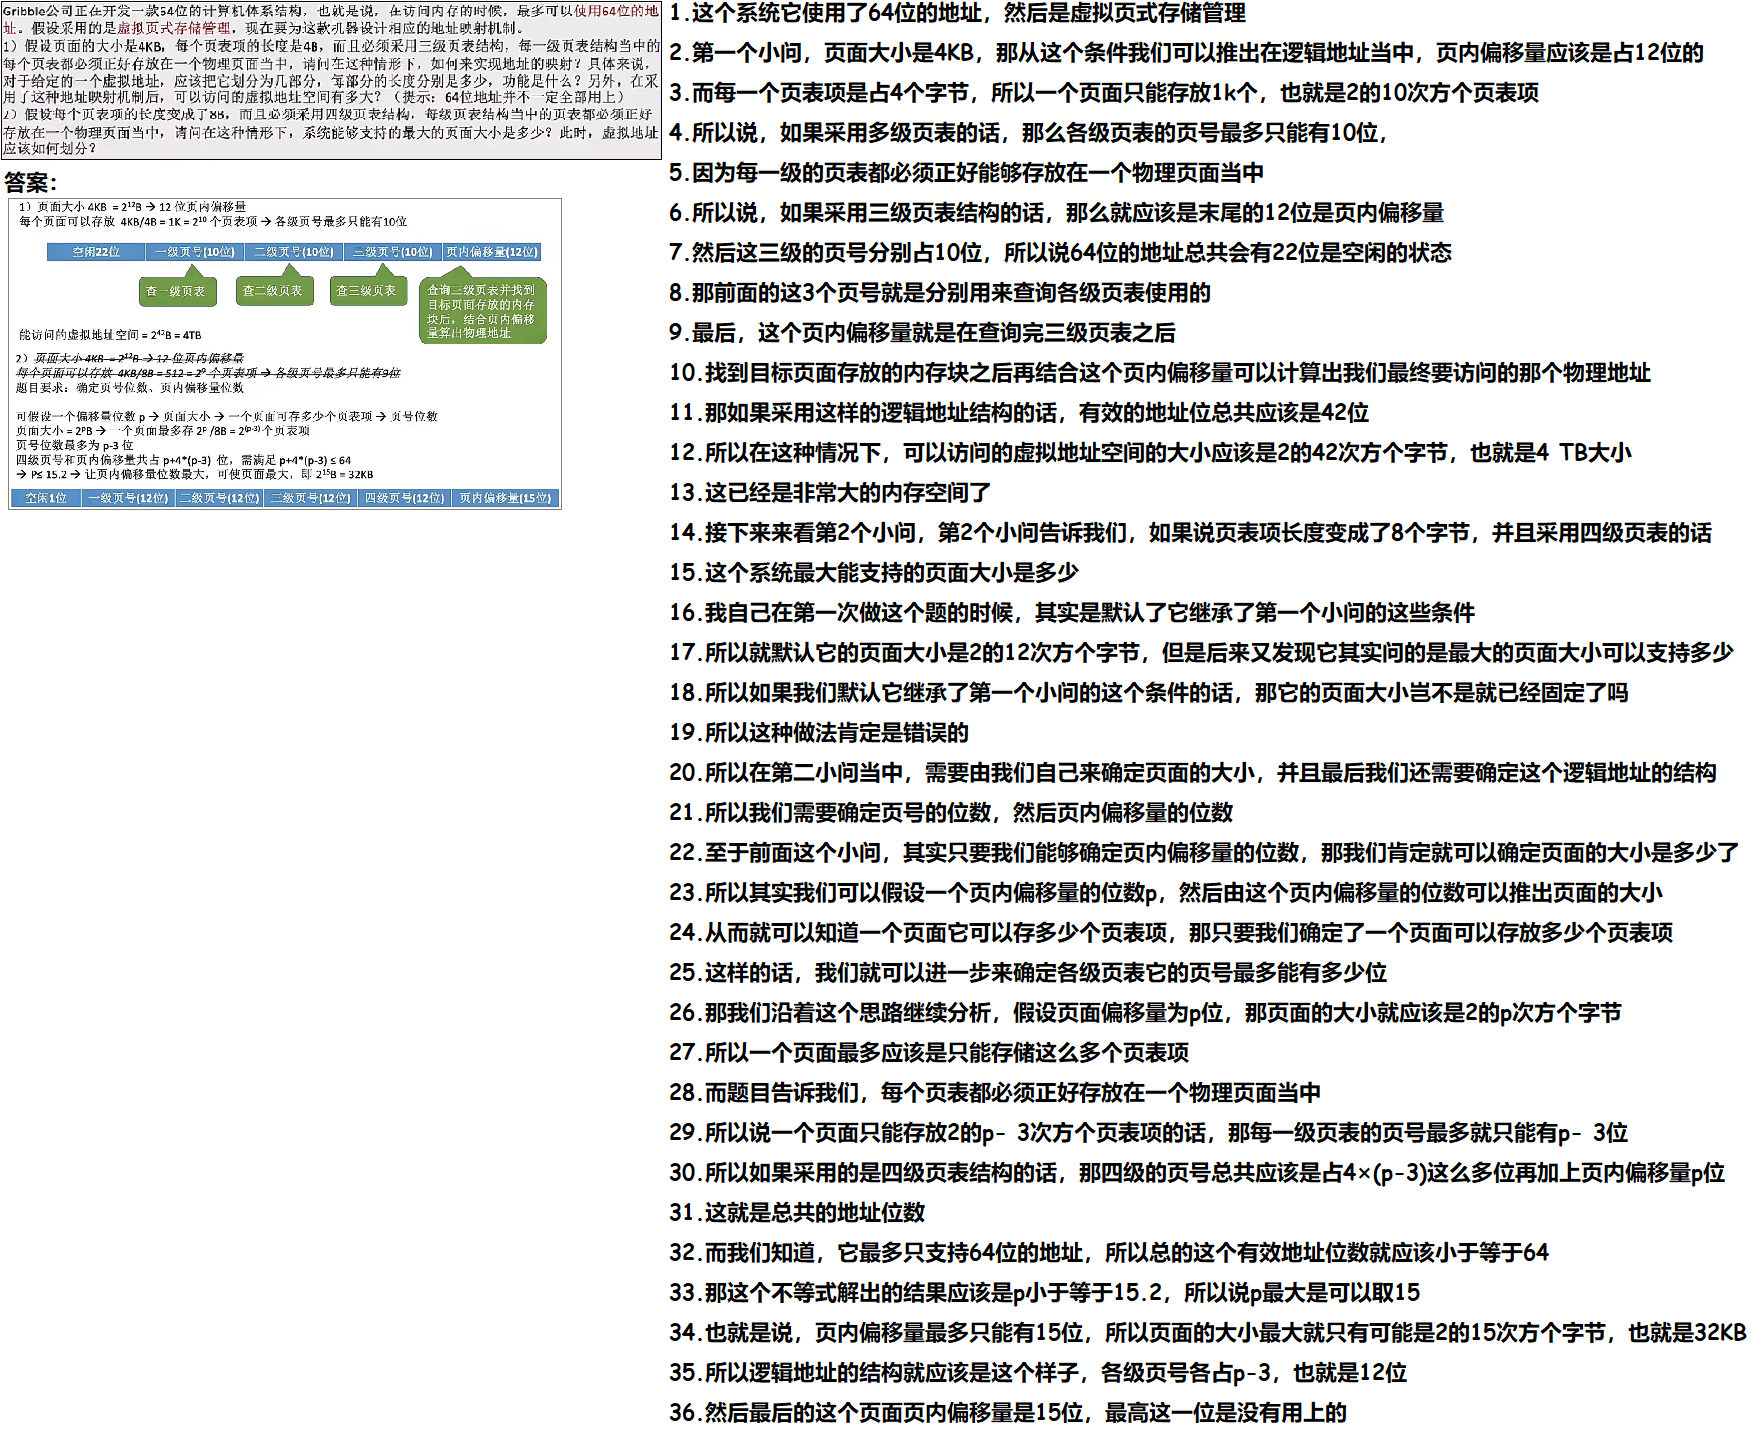 Gribble公司正在开发一款64位的计算机体系结构，也就是说，在访问内存的时候，最多可以使用64位的地
址。假设采用的是虚拟页式存储管理，现在要为这款机器设计相应的地址映射机制。
1）假设页面的大小是4KB，每个页表项的长度是4B，而且必须采用三级页表结构，每一级页表结构当中的
每个页表都必须正好存放在一个物理页面当中，请问在这种情形下，如何来实现地址的映射？具体来说，
对于给定的一个虚拟地址，应该把它划分为几部分，每部分的长度分别是多少，功能是什么？另外，在采
用了这种地址映射机制后，可以访问的虚拟地址空间有多大？（提示：64位地址并不一定全部用上）
2）假设每个页表项的长度变成了8B，而且必须采用四级页表结构，每级页表结构当中的页表都必须正好
存放在一个物理页面当中，请问在这种情形下，系统能够支持的最大的页面大小是多少？此时，虚拟地址
应该如何划分？
答案：
1）页面大小 4KB = 2¹²B → 12 位页内偏移量
每个页面可以存放 4KB/4B = 1K = 2¹⁰ 个页表项 → 各级页号最多只能有10位
空闲22位 一级页号(10位) 二级页号(10位) 三级页号(10位) 页内偏移量(12位)
查一级页表 查二级页表 查三级页表
查询三级页表并找到
目标页面存放的内存
块后，结合页内偏移
量算出物理地址
能访问的虚拟地址空间 = 2⁴²B = 4TB
2）页面大小 4KB = 2¹²B → 12 位页内偏移量
每个页面可以存放 4KB/8B = 512 = 2⁹ 个页表项 → 各级页号最多只能有9位
题目要求：确定页号位数、页内偏移量位数
可假设一个偏移量位数 p → 页面大小 → 一个页面可存多少个页表项 → 页号位数
页面大小 = 2ᵖB → 一个页面最多存 2ᵖ /8B = 2⁽ᵖ⁻³⁾个页表项
页号位数最多为 p-3 位
四级页号和页内偏移量共占 p+4*(p-3) 位，需满足 p+4*(p-3) ≤ 64
→ P≤ 15.2 → 让页内偏移量位数最大，可使页面最大，即 2¹⁵B = 32KB
空闲1位 一级页号(12位) 二级页号(12位) 三级页号(12位) 四级页号(12位) 页内偏移量(15位)
1.这个系统它使用了64位的地址，然后是虚拟页式存储管理
2.第一个小问，页面大小是4KB，那从这个条件我们可以推出在逻辑地址当中，页内偏移量应该是占12位的
3.而每一个页表项是占4个字节，所以一个页面只能存放1k个，也就是2的10次方个页表项
4.所以说，如果采用多级页表的话，那么各级页表的页号最多只能有10位，
5.因为每一级的页表都必须正好能够存放在一个物理页面当中
6.所以说，如果采用三级页表结构的话，那么就应该是末尾的12位是页内偏移量
7.然后这三级的页号分别占10位，所以说64位的地址总共会有22位是空闲的状态
8.那前面的这3个页号就是分别用来查询各级页表使用的
9.最后，这个页内偏移量就是在查询完三级页表之后
10.找到目标页面存放的内存块之后再结合这个页内偏移量可以计算出我们最终要访问的那个物理地址
11.那如果采用这样的逻辑地址结构的话，有效的地址位总共应该是42位
12.所以在这种情况下，可以访问的虚拟地址空间的大小应该是2的42次方个字节，也就是4 TB大小
13.这已经是非常大的内存空间了
14.接下来来看第2个小问，第2个小问告诉我们，如果说页表项长度变成了8个字节，并且采用四级页表的话
15.这个系统最大能支持的页面大小是多少
16.我自己在第一次做这个题的时候，其实是默认了它继承了第一个小问的这些条件
17.所以就默认它的页面大小是2的12次方个字节，但是后来又发现它其实问的是最大的页面大小可以支持多少
18.所以如果我们默认它继承了第一个小问的这个条件的话，那它的页面大小岂不是就已经固定了吗
19.所以这种做法肯定是错误的
20.所以在第二小问当中，需要由我们自己来确定页面的大小，并且最后我们还需要确定这个逻辑地址的结构
21.所以我们需要确定页号的位数，然后页内偏移量的位数
22.至于前面这个小问，其实只要我们能够确定页内偏移量的位数，那我们肯定就可以确定页面的大小是多少了
23.所以其实我们可以假设一个页内偏移量的位数p，然后由这个页内偏移量的位数可以推出页面的大小
24.从而就可以知道一个页面它可以存多少个页表项，那只要我们确定了一个页面可以存放多少个页表项
25.这样的话，我们就可以进一步来确定各级页表它的页号最多能有多少位
26.那我们沿着这个思路继续分析，假设页面偏移量为p位，那页面的大小就应该是2的p次方个字节
27.所以一个页面最多应该是只能存储这么多个页表项
28.而题目告诉我们，每个页表都必须正好存放在一个物理页面当中
29.所以说一个页面只能存放2的p- 3次方个页表项的话，那每一级页表的页号最多就只能有p- 3位
30.所以如果采用的是四级页表结构的话，那四级的页号总共应该是占4×(p-3)这么多位再加上页内偏移量p位
31.这就是总共的地址位数
32.而我们知道，它最多只支持64位的地址，所以总的这个有效地址位数就应该小于等于64
33.那这个不等式解出的结果应该是p小于等于15.2，所以说p最大是可以取15
34.也就是说，页内偏移量最多只能有15位，所以页面的大小最大就只有可能是2的15次方个字节，也就是32KB
35.所以逻辑地址的结构就应该是这个样子，各级页号各占p-3，也就是12位
36.然后最后的这个页面页内偏移量是15位，最高这一位是没有用上的